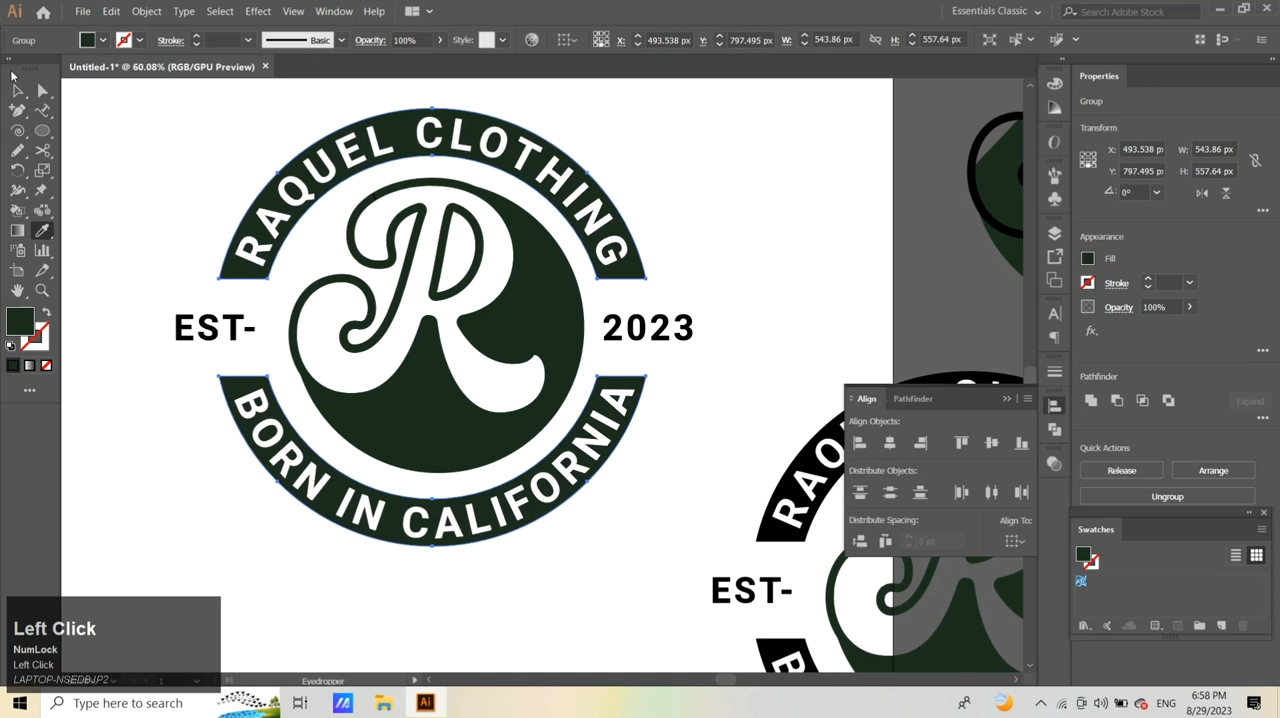 Ai File Edit Object Type Select Effect View Window Help Essentials Classic Search Adobe Stock
Group Stroke: Basic Opacity: 100% Style: X: 493.538 px Y: 797.495 px W: 543.86 px H: 557.64 px
Untitled-1* @ 60.08% (RGB/GPU Preview) ×
Properties
Group
Transform
X: 493.538 p W: 543.86 px
Y: 797.495 p H: 557.64 px
0°
Appearance
Fill
Stroke
Opacity 100%
fx.
Pathfinder
Expand
Quick Actions
Release Arrange
Ungroup
Swatches
RAQUEL CLOTHING
R
EST- 2023
BORN IN CALIFORNIA
Align Pathfinder
Align Objects:
Distribute Objects:
Distribute Spacing: Align To:
0 px
RAQ
EST-
B
Left Click
NumLock
Left Click
LAPTOP-NSEDBJP2
1 Eyedropper
Type here to search
Ai
ENG
6:58 PM
8/29/2023